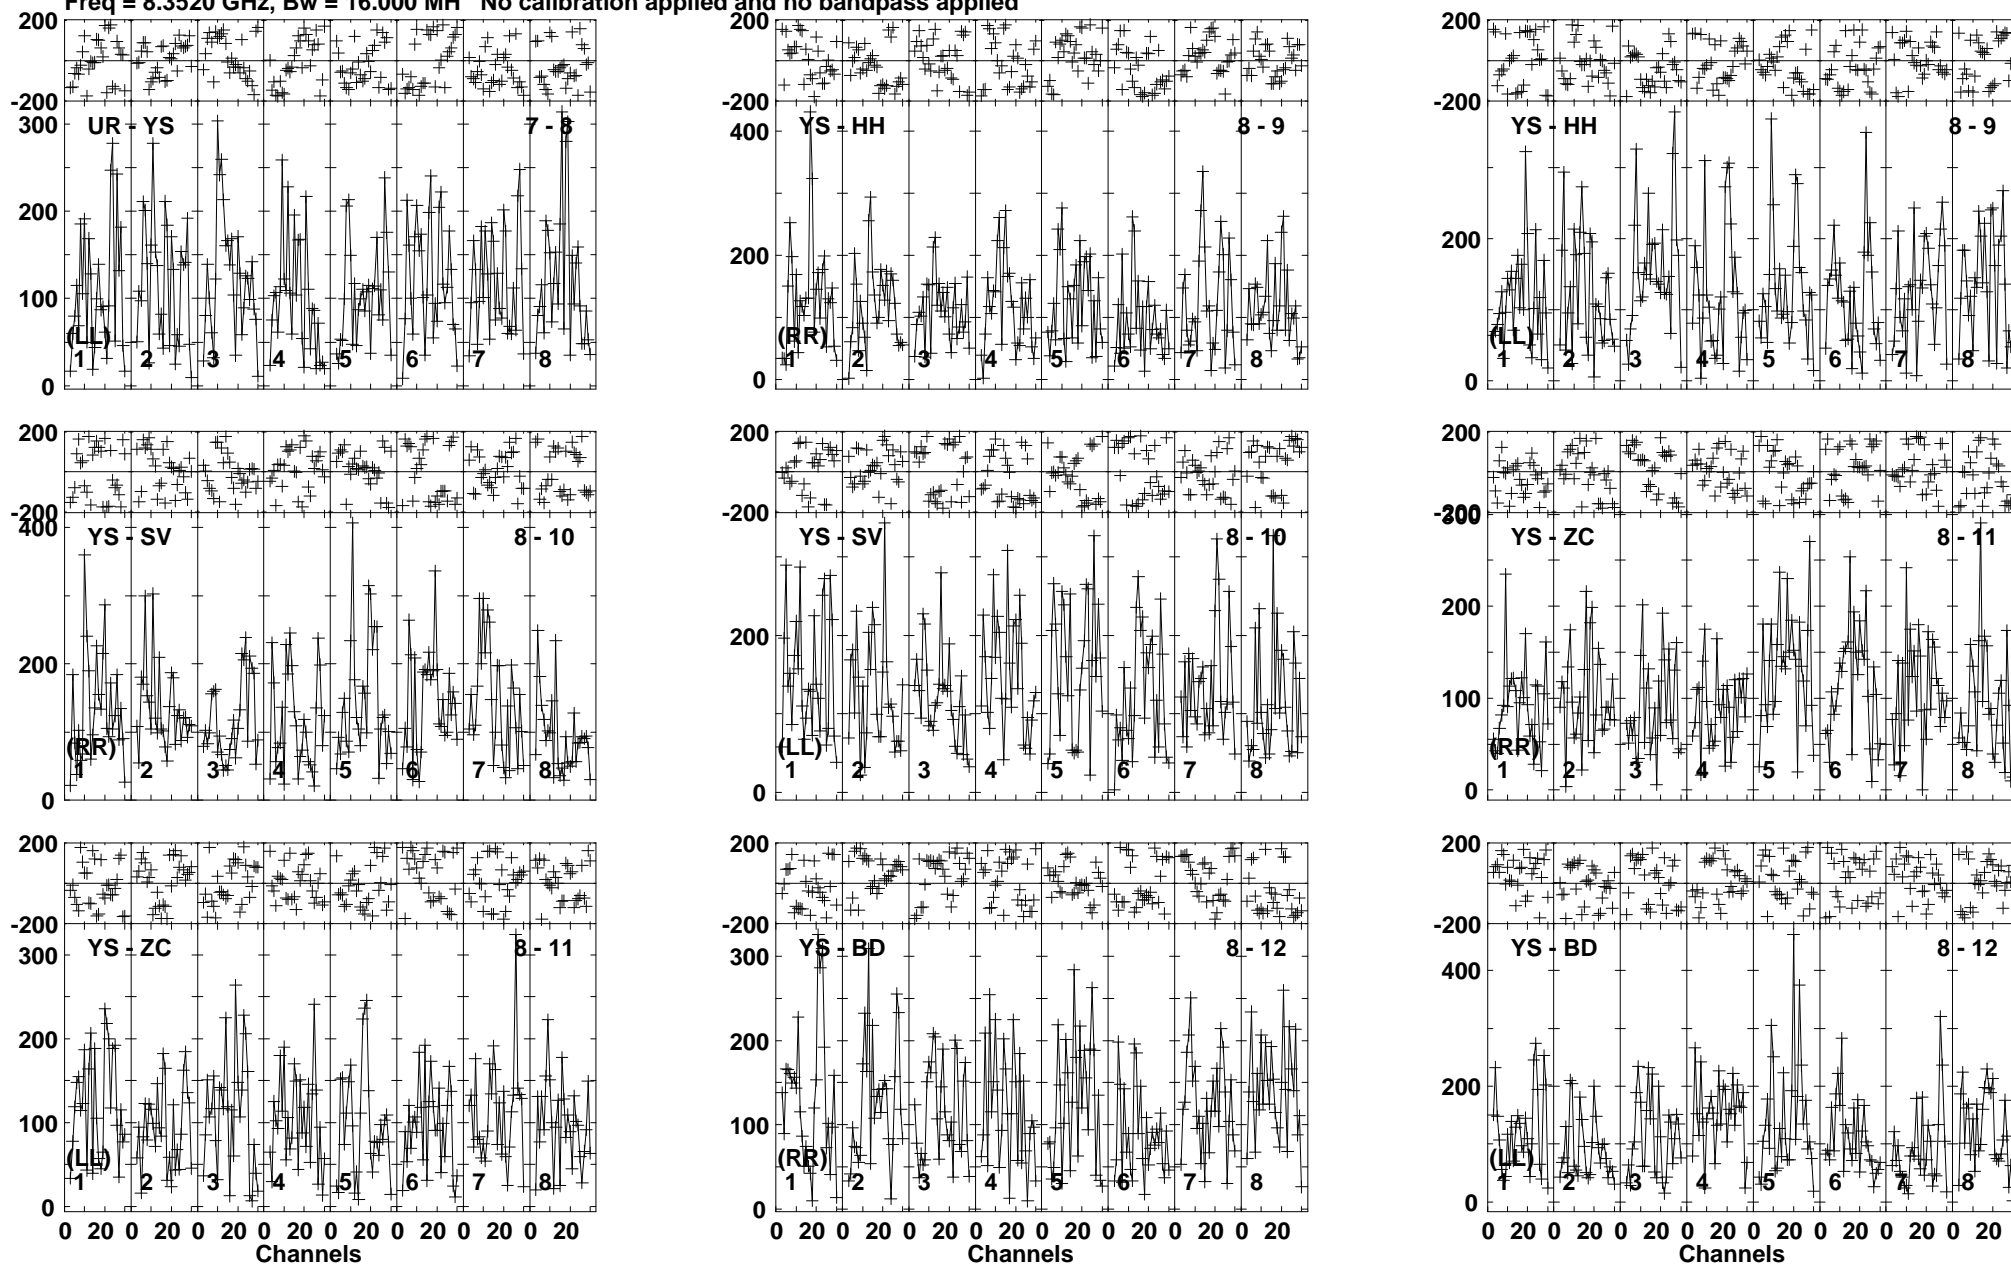 Freq = 8.3520 GHz, Bw = 16.000 MH No calibration applied and no bandpass applied
200 200 200
-200 -200 -200
UR - YS 7 - 8 YS - HH 8 - 9 YS - HH 8 - 9
300 400
200 200 200
100
(LL) (RR) (LL)
1 2 3 4 5 6 7 8 1 2 3 4 5 6 7 8 1 2 3 4 5 6 7 8
0 0 0
200 200 200
-200 -200 -200
400 300
YS - SV 8 - 10 YS - SV 8 - 10 YS - ZC 8 - 11
200 200 200
100
(RR) (LL) (RR)
1 2 3 4 5 6 7 8 1 2 3 4 5 6 7 8 1 2 3 4 5 6 7 8
0 0 0
200 200 200
-200 -200 -200
YS - ZC 8 - 11 YS - BD 8 - 12 YS - BD 8 - 12
300 300 400
200 200 200
100 100
(LL) (RR) (LL)
1 2 3 4 5 6 7 8 1 2 3 4 5 6 7 8 1 2 3 4 5 6 7 8
0 0 0
0 20 0 20 0 20 0 20 0 20 0 20 0 20 0 20 0 20 0 20 0 20 0 20 0 20 0 20 0 20 0 20 0 20 0 20 0 20 0 20 0 20 0 20 0 20 0 20
Channels Channels Channels